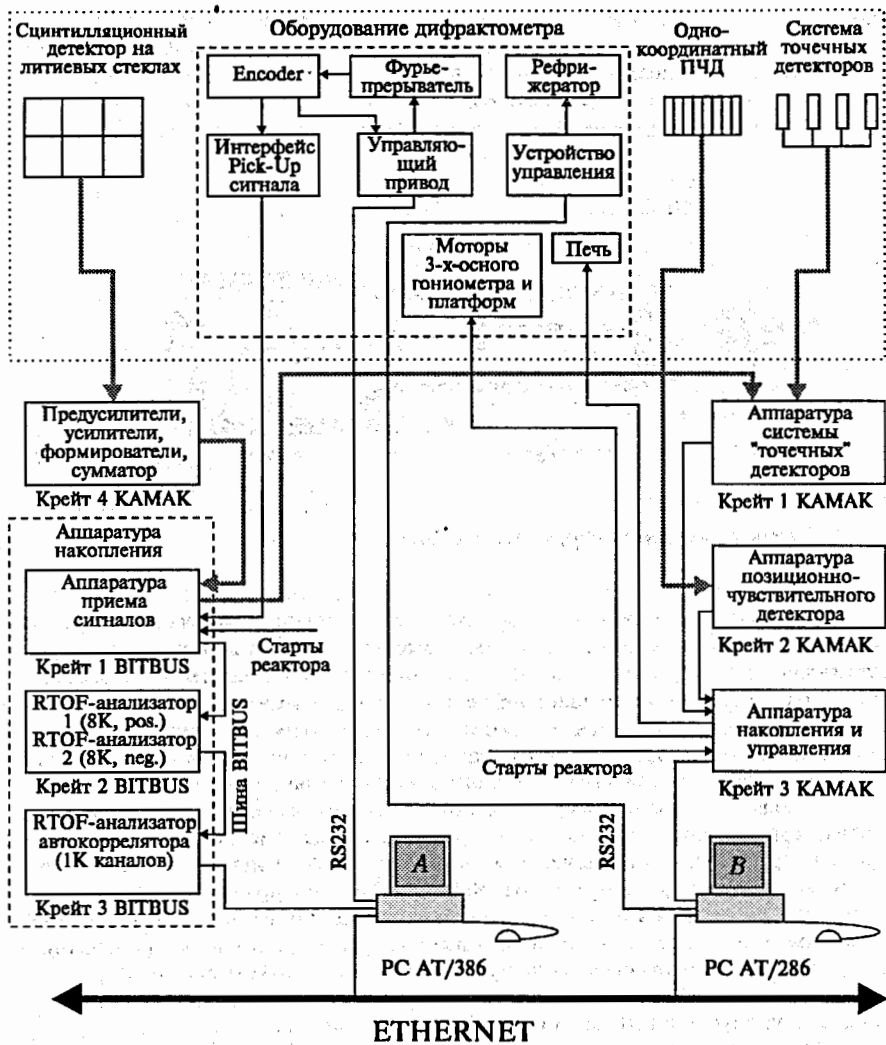 Сцинтилляционный
детектор на
литиевых стеклах
Оборудование дифрактометра
Одно-
координатный
ПЧД
Система
точечных
детекторов
Encoder
Фурье-
прерыватель
Рефри-
жератор
Интерфейс
Pick-Up
сигнала
Управляю-
щий
привод
Устройство
управления
Моторы
3-х-осного
гониометра и
платформ
Печь
Предусилители,
усилители,
формирователи,
сумматор
Крейт 4 КАМАК
Аппаратура
системы
"точечных"
детекторов
Крейт 1 КАМАК
Аппаратура
накопления
Аппаратура
приема
сигналов
Крейт 1 BITBUS
Старты
реактора
Аппаратура
позиционно-
чувствительного
детектора
Крейт 2 КАМАК
RTOF-анализатор
1 (8K, pos.)
RTOF-анализатор
2 (8K, neg.)
Крейт 2 BITBUS
Шина BITBUS
Старты реактора
Аппаратура
накопления и
управления
Крейт 3 КАМАК
RTOF-анализатор
автокоррелятора
(1K каналов)
Крейт 3 BITBUS
RS232
A
RS232
B
PC AT/386
PC AT/286
ETHERNET